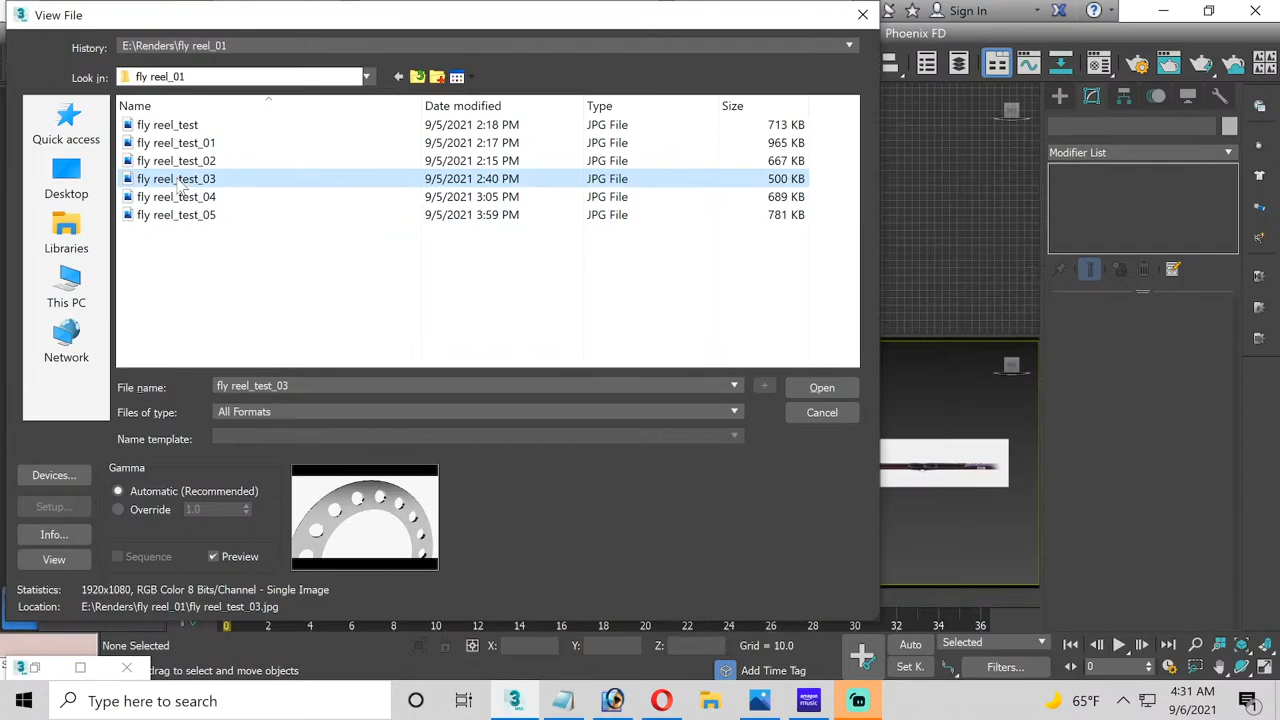 View File
Sign In
History: E:\Renders\fly reel_01
Phoenix FD
Look in: fly reel_01
Name Date modified Type Size
fly reel_test 9/5/2021 2:18 PM JPG File 713 KB
fly reel_test_01 9/5/2021 2:17 PM JPG File 965 KB
fly reel_test_02 9/5/2021 2:15 PM JPG File 667 KB
fly reel_test_03 9/5/2021 2:40 PM JPG File 500 KB
fly reel_test_04 9/5/2021 3:05 PM JPG File 689 KB
fly reel_test_05 9/5/2021 3:59 PM JPG File 781 KB
Quick access
Desktop
Libraries
This PC
Network
Modifier List
File name: fly reel_test_03 Open
Files of type: All Formats Cancel
Name template:
Devices...
Setup...
Info...
View
Gamma
Automatic (Recommended)
Override 1.0
Sequence Preview
Statistics: 1920x1080, RGB Color 8 Bits/Channel - Single Image
Location: E:\Renders\fly reel_01\fly reel_test_03.jpg
0 2 4 6 8 10 12 14 16 18 20 22 24 26 28 30 32 34 36
None Selected X: Y: Z: Grid = 10.0 Auto Selected
drag to select and move objects Add Time Tag Set K. Filters... 0
3 MAX
Type here to search
amazon music
65°F
4:31 AM
9/6/2021
1